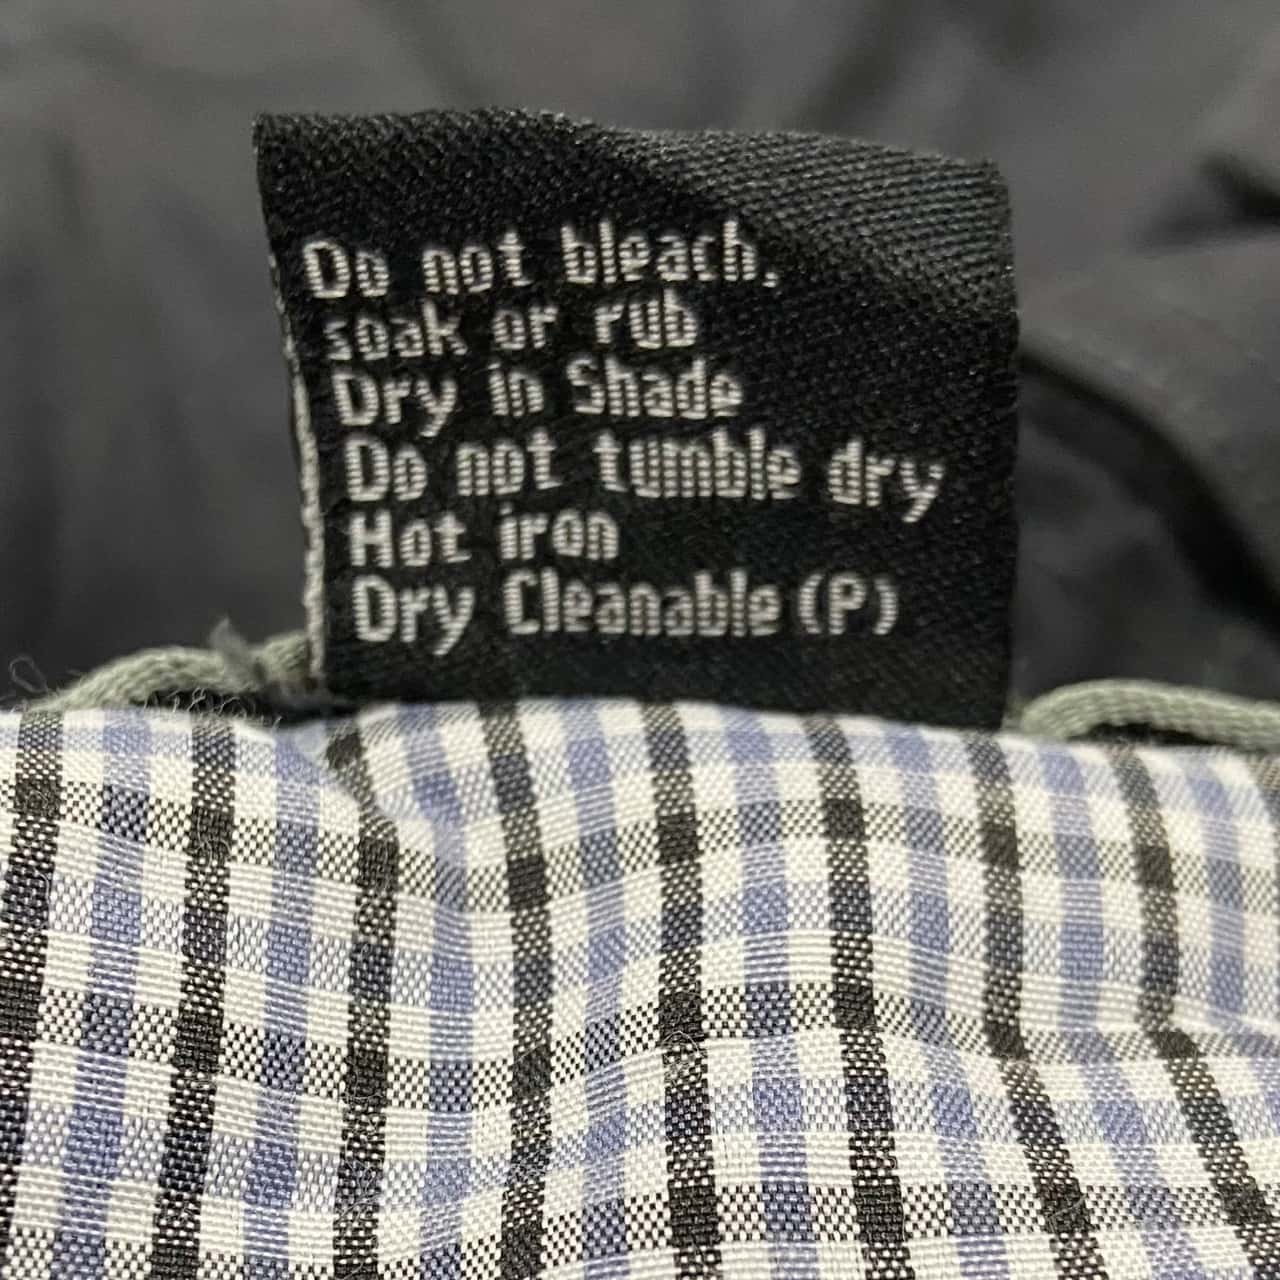 Do not bleach.
soak or rub
Dry in Shade
Do not tumble dry
Hot iron
Dry Cleanable (P)